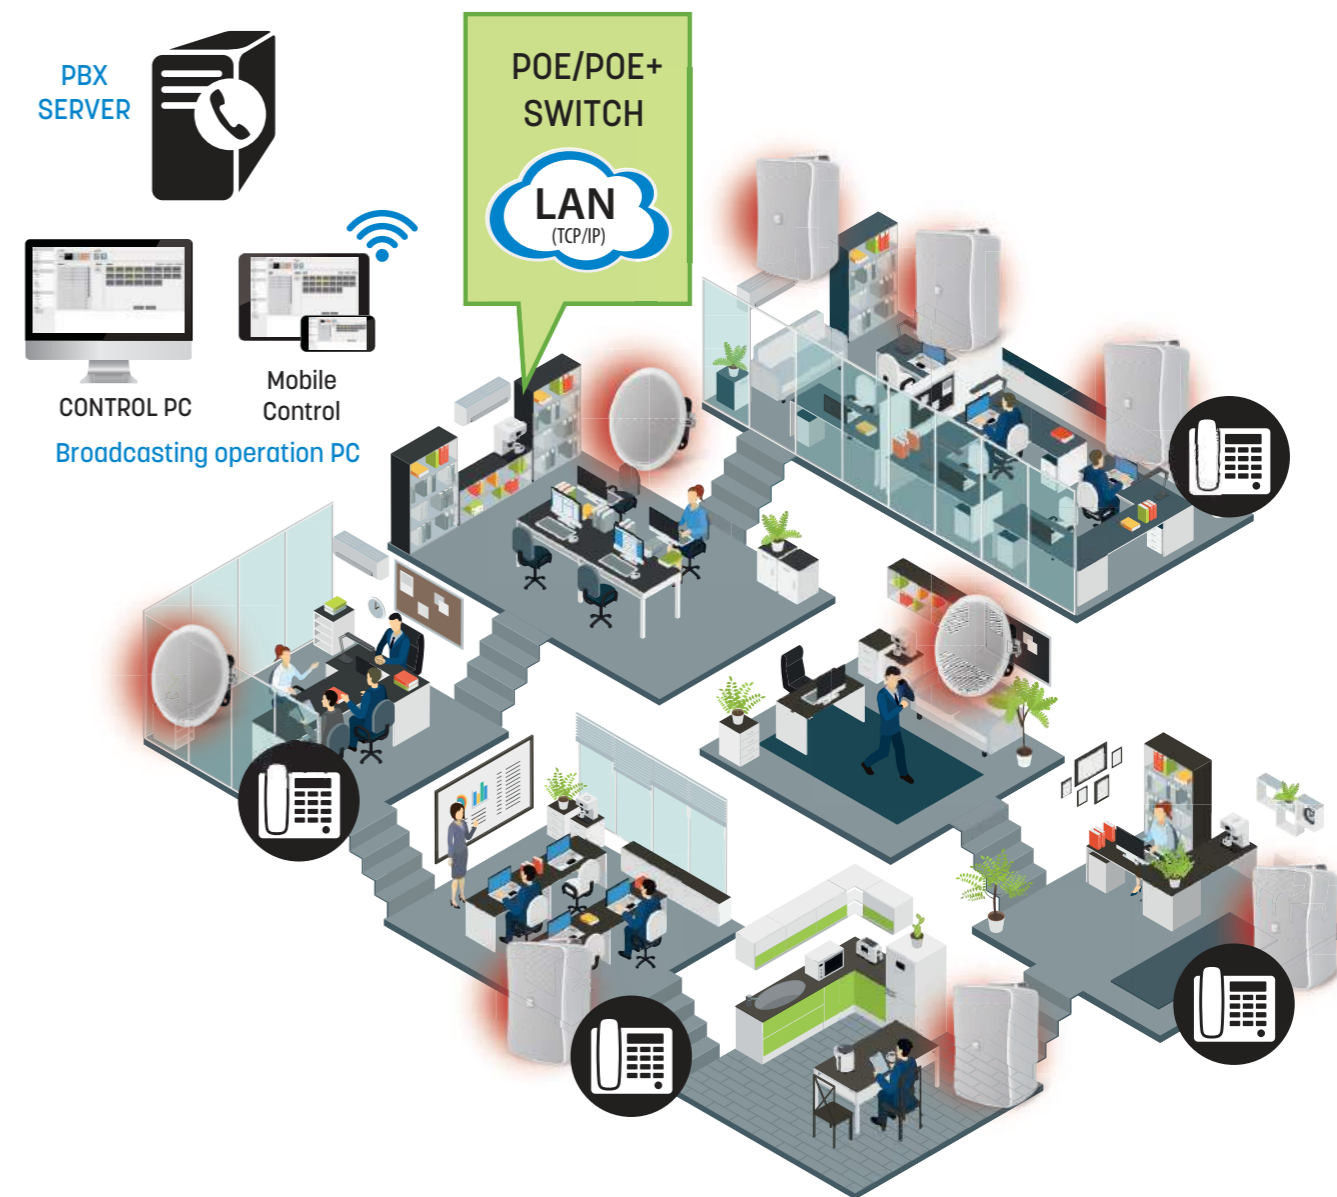 PBX
SERVER
POE/POE+
SWITCH
LAN
(TCP/IP)
CONTROL PC
Mobile
Control
Broadcasting operation PC